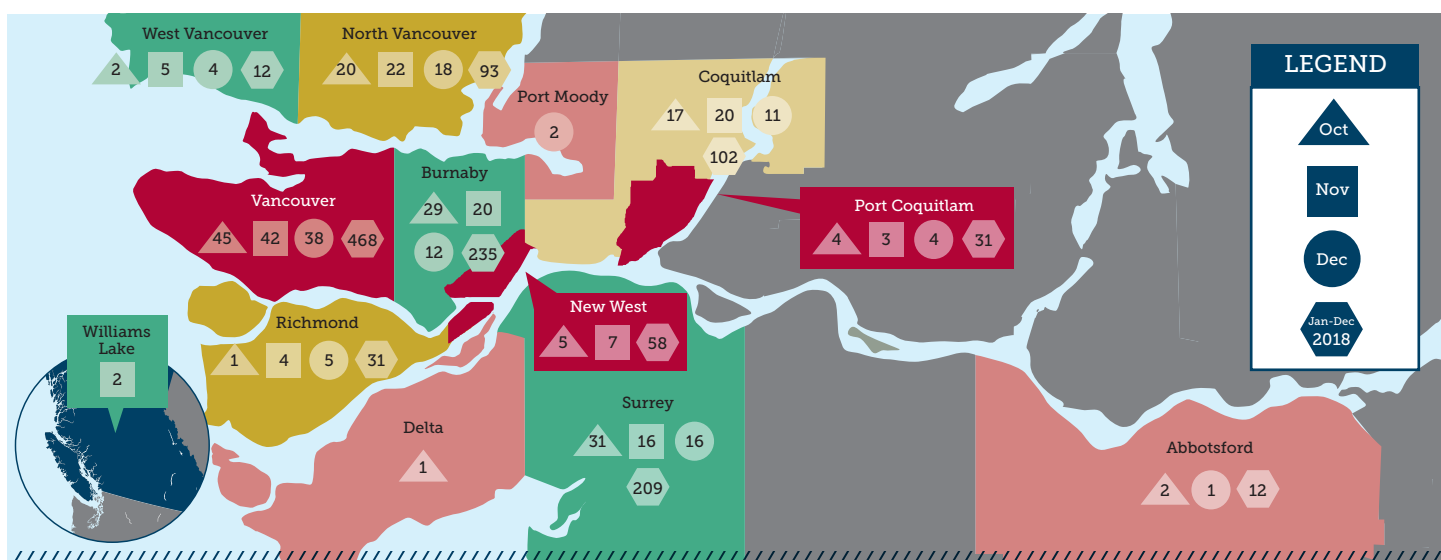 West Vancouver
2 5 4 12
North Vancouver
20 22 18 93
Port Moody
2
Coquitlam
17 20 11
102
LEGEND
Oct
Nov
Dec
Jan-Dec
2018
Vancouver
45 42 38 468
Burnaby
29 20
12 235
Port Coquitlam
4 3 4 31
New West
5 7 58
Richmond
1 4 5 31
Williams
Lake
2
Delta
1
Surrey
31 16 16
209
Abbotsford
2 1 12